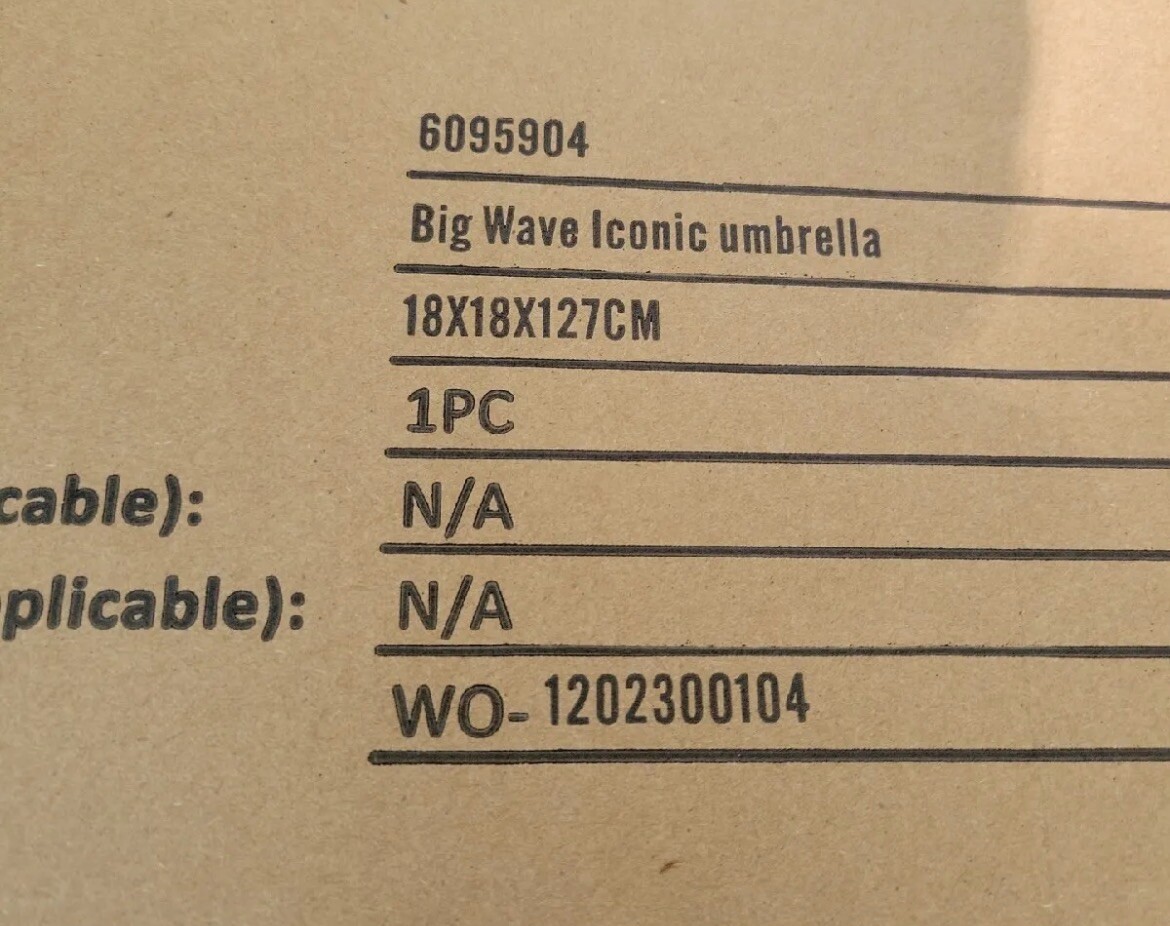 6095904
Big Wave Iconic umbrella
18X18X127CM
1PC
cable): N/A
plicable): N/A
WO-1202300104